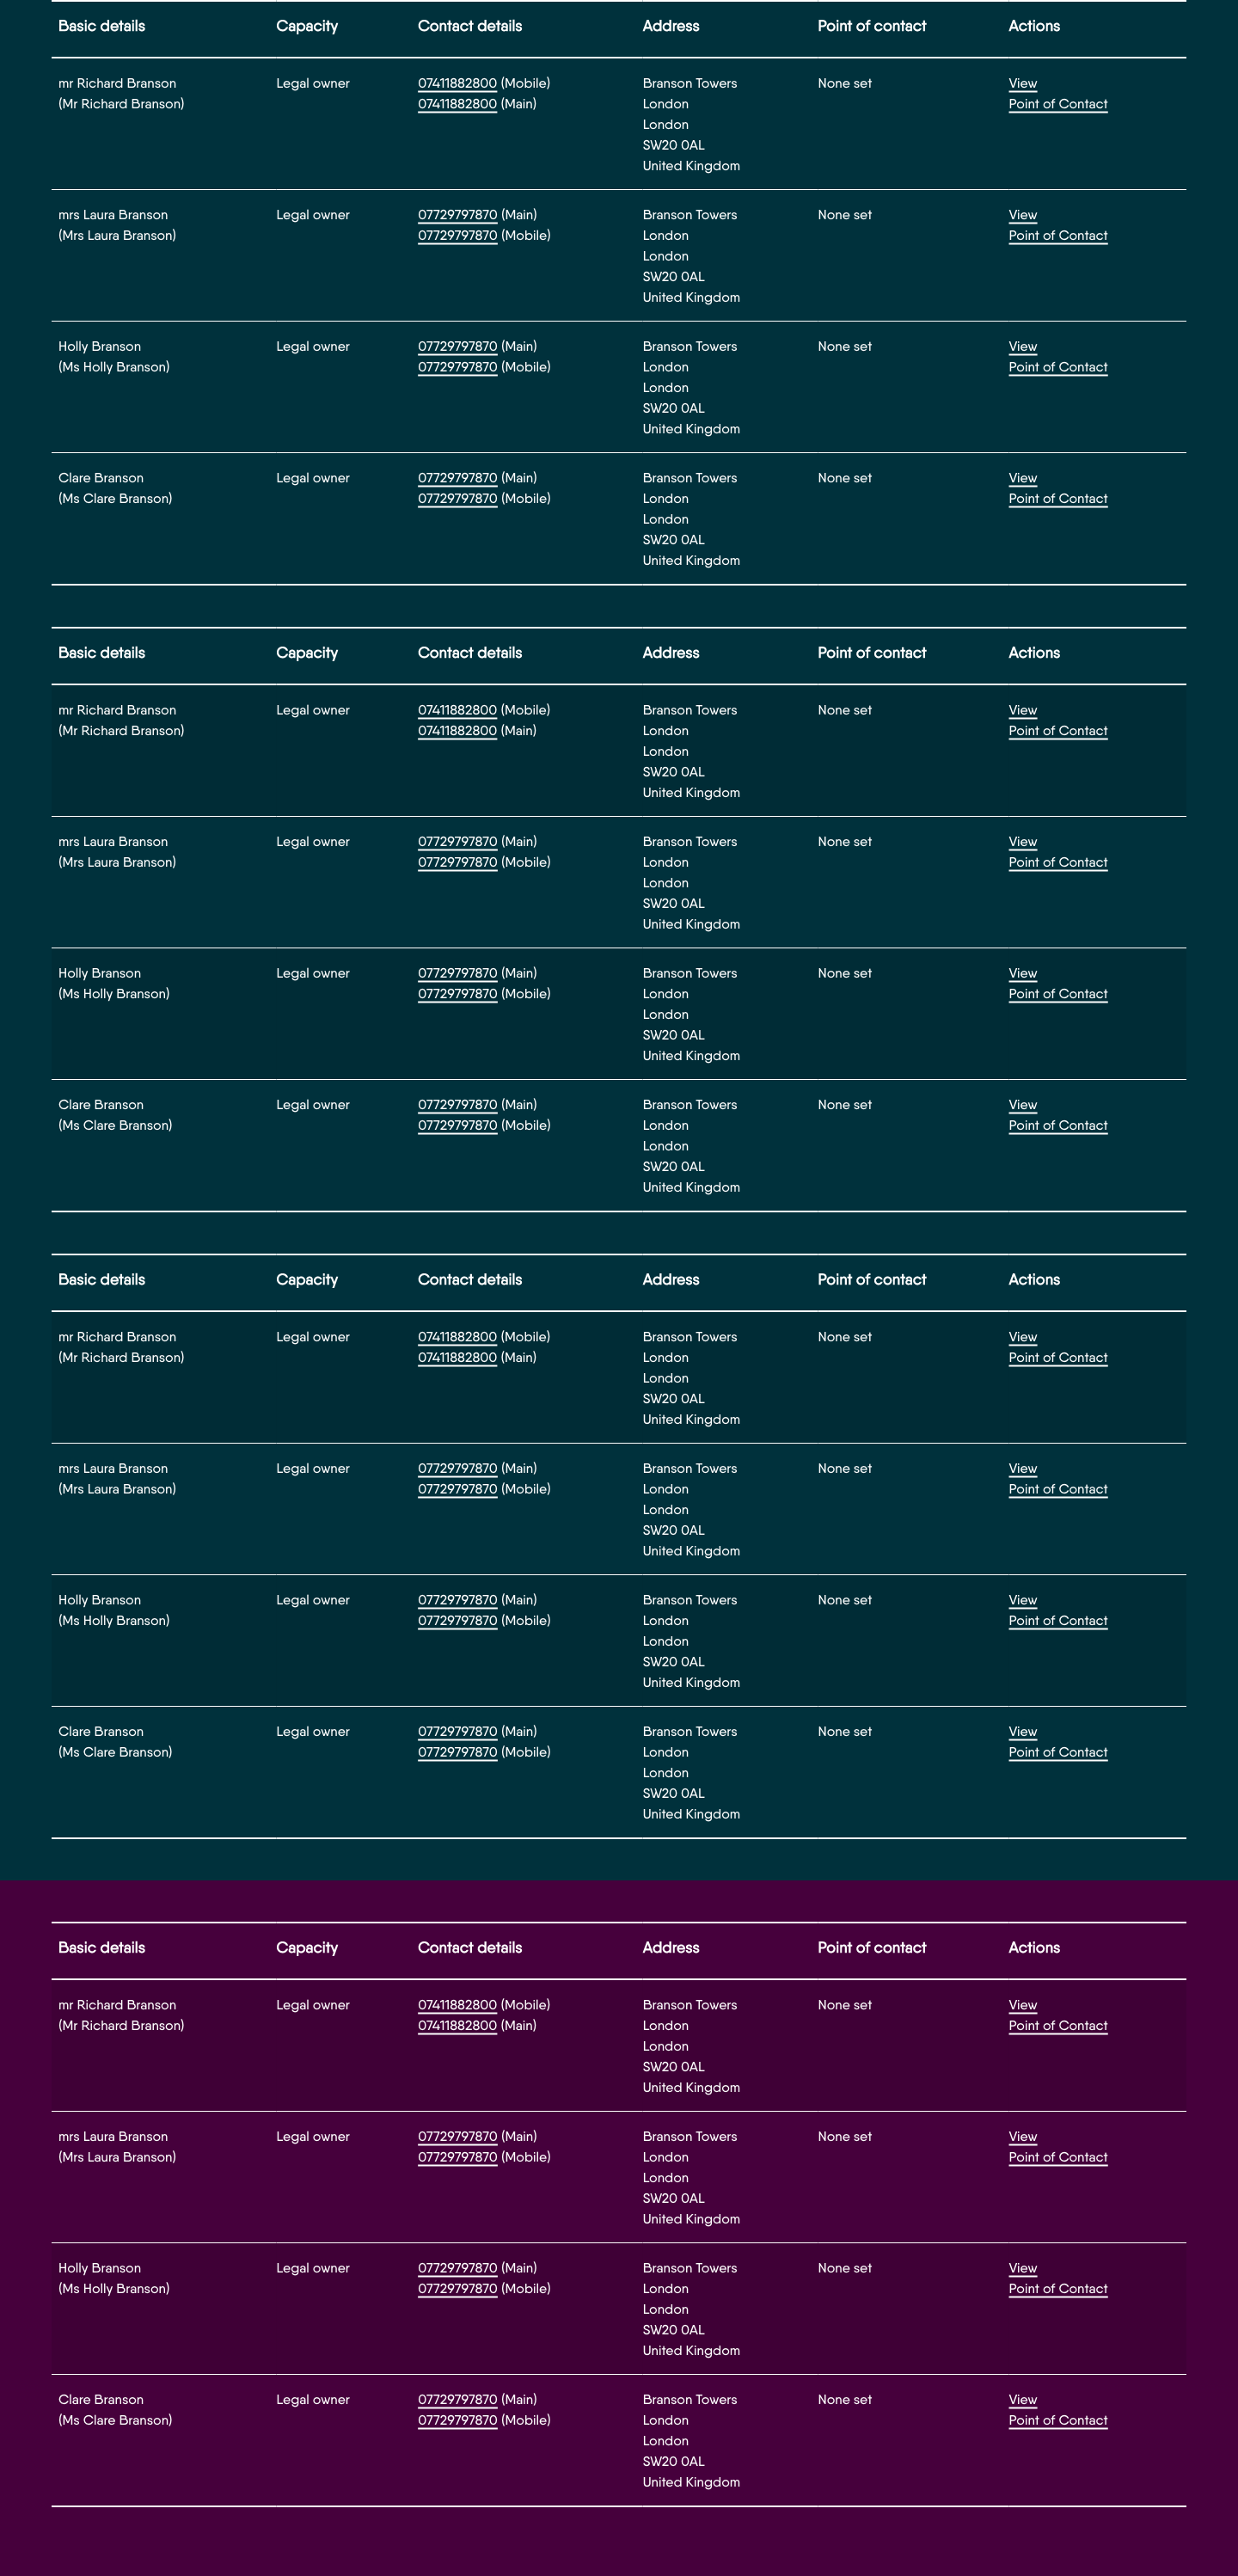 Basic details Capacity Contact details Address Point of contact Actions
mr Richard Branson Legal owner 07411882800 (Mobile) Branson Towers None set View
(Mr Richard Branson) 07411882800 (Main) London Point of Contact
London
SW20 0AL
United Kingdom
mrs Laura Branson Legal owner 07729797870 (Main) Branson Towers None set View
(Mrs Laura Branson) 07729797870 (Mobile) London Point of Contact
London
SW20 0AL
United Kingdom
Holly Branson Legal owner 07729797870 (Main) Branson Towers None set View
(Ms Holly Branson) 07729797870 (Mobile) London Point of Contact
London
SW20 0AL
United Kingdom
Clare Branson Legal owner 07729797870 (Main) Branson Towers None set View
(Ms Clare Branson) 07729797870 (Mobile) London Point of Contact
London
SW20 0AL
United Kingdom
Basic details Capacity Contact details Address Point of contact Actions
mr Richard Branson Legal owner 07411882800 (Mobile) Branson Towers None set View
(Mr Richard Branson) 07411882800 (Main) London Point of Contact
London
SW20 0AL
United Kingdom
mrs Laura Branson Legal owner 07729797870 (Main) Branson Towers None set View
(Mrs Laura Branson) 07729797870 (Mobile) London Point of Contact
London
SW20 0AL
United Kingdom
Holly Branson Legal owner 07729797870 (Main) Branson Towers None set View
(Ms Holly Branson) 07729797870 (Mobile) London Point of Contact
London
SW20 0AL
United Kingdom
Clare Branson Legal owner 07729797870 (Main) Branson Towers None set View
(Ms Clare Branson) 07729797870 (Mobile) London Point of Contact
London
SW20 0AL
United Kingdom
Basic details Capacity Contact details Address Point of contact Actions
mr Richard Branson Legal owner 07411882800 (Mobile) Branson Towers None set View
(Mr Richard Branson) 07411882800 (Main) London Point of Contact
London
SW20 0AL
United Kingdom
mrs Laura Branson Legal owner 07729797870 (Main) Branson Towers None set View
(Mrs Laura Branson) 07729797870 (Mobile) London Point of Contact
London
SW20 0AL
United Kingdom
Holly Branson Legal owner 07729797870 (Main) Branson Towers None set View
(Ms Holly Branson) 07729797870 (Mobile) London Point of Contact
London
SW20 0AL
United Kingdom
Clare Branson Legal owner 07729797870 (Main) Branson Towers None set View
(Ms Clare Branson) 07729797870 (Mobile) London Point of Contact
London
SW20 0AL
United Kingdom
Basic details Capacity Contact details Address Point of contact Actions
mr Richard Branson Legal owner 07411882800 (Mobile) Branson Towers None set View
(Mr Richard Branson) 07411882800 (Main) London Point of Contact
London
SW20 0AL
United Kingdom
mrs Laura Branson Legal owner 07729797870 (Main) Branson Towers None set View
(Mrs Laura Branson) 07729797870 (Mobile) London Point of Contact
London
SW20 0AL
United Kingdom
Holly Branson Legal owner 07729797870 (Main) Branson Towers None set View
(Ms Holly Branson) 07729797870 (Mobile) London Point of Contact
London
SW20 0AL
United Kingdom
Clare Branson Legal owner 07729797870 (Main) Branson Towers None set View
(Ms Clare Branson) 07729797870 (Mobile) London Point of Contact
London
SW20 0AL
United Kingdom